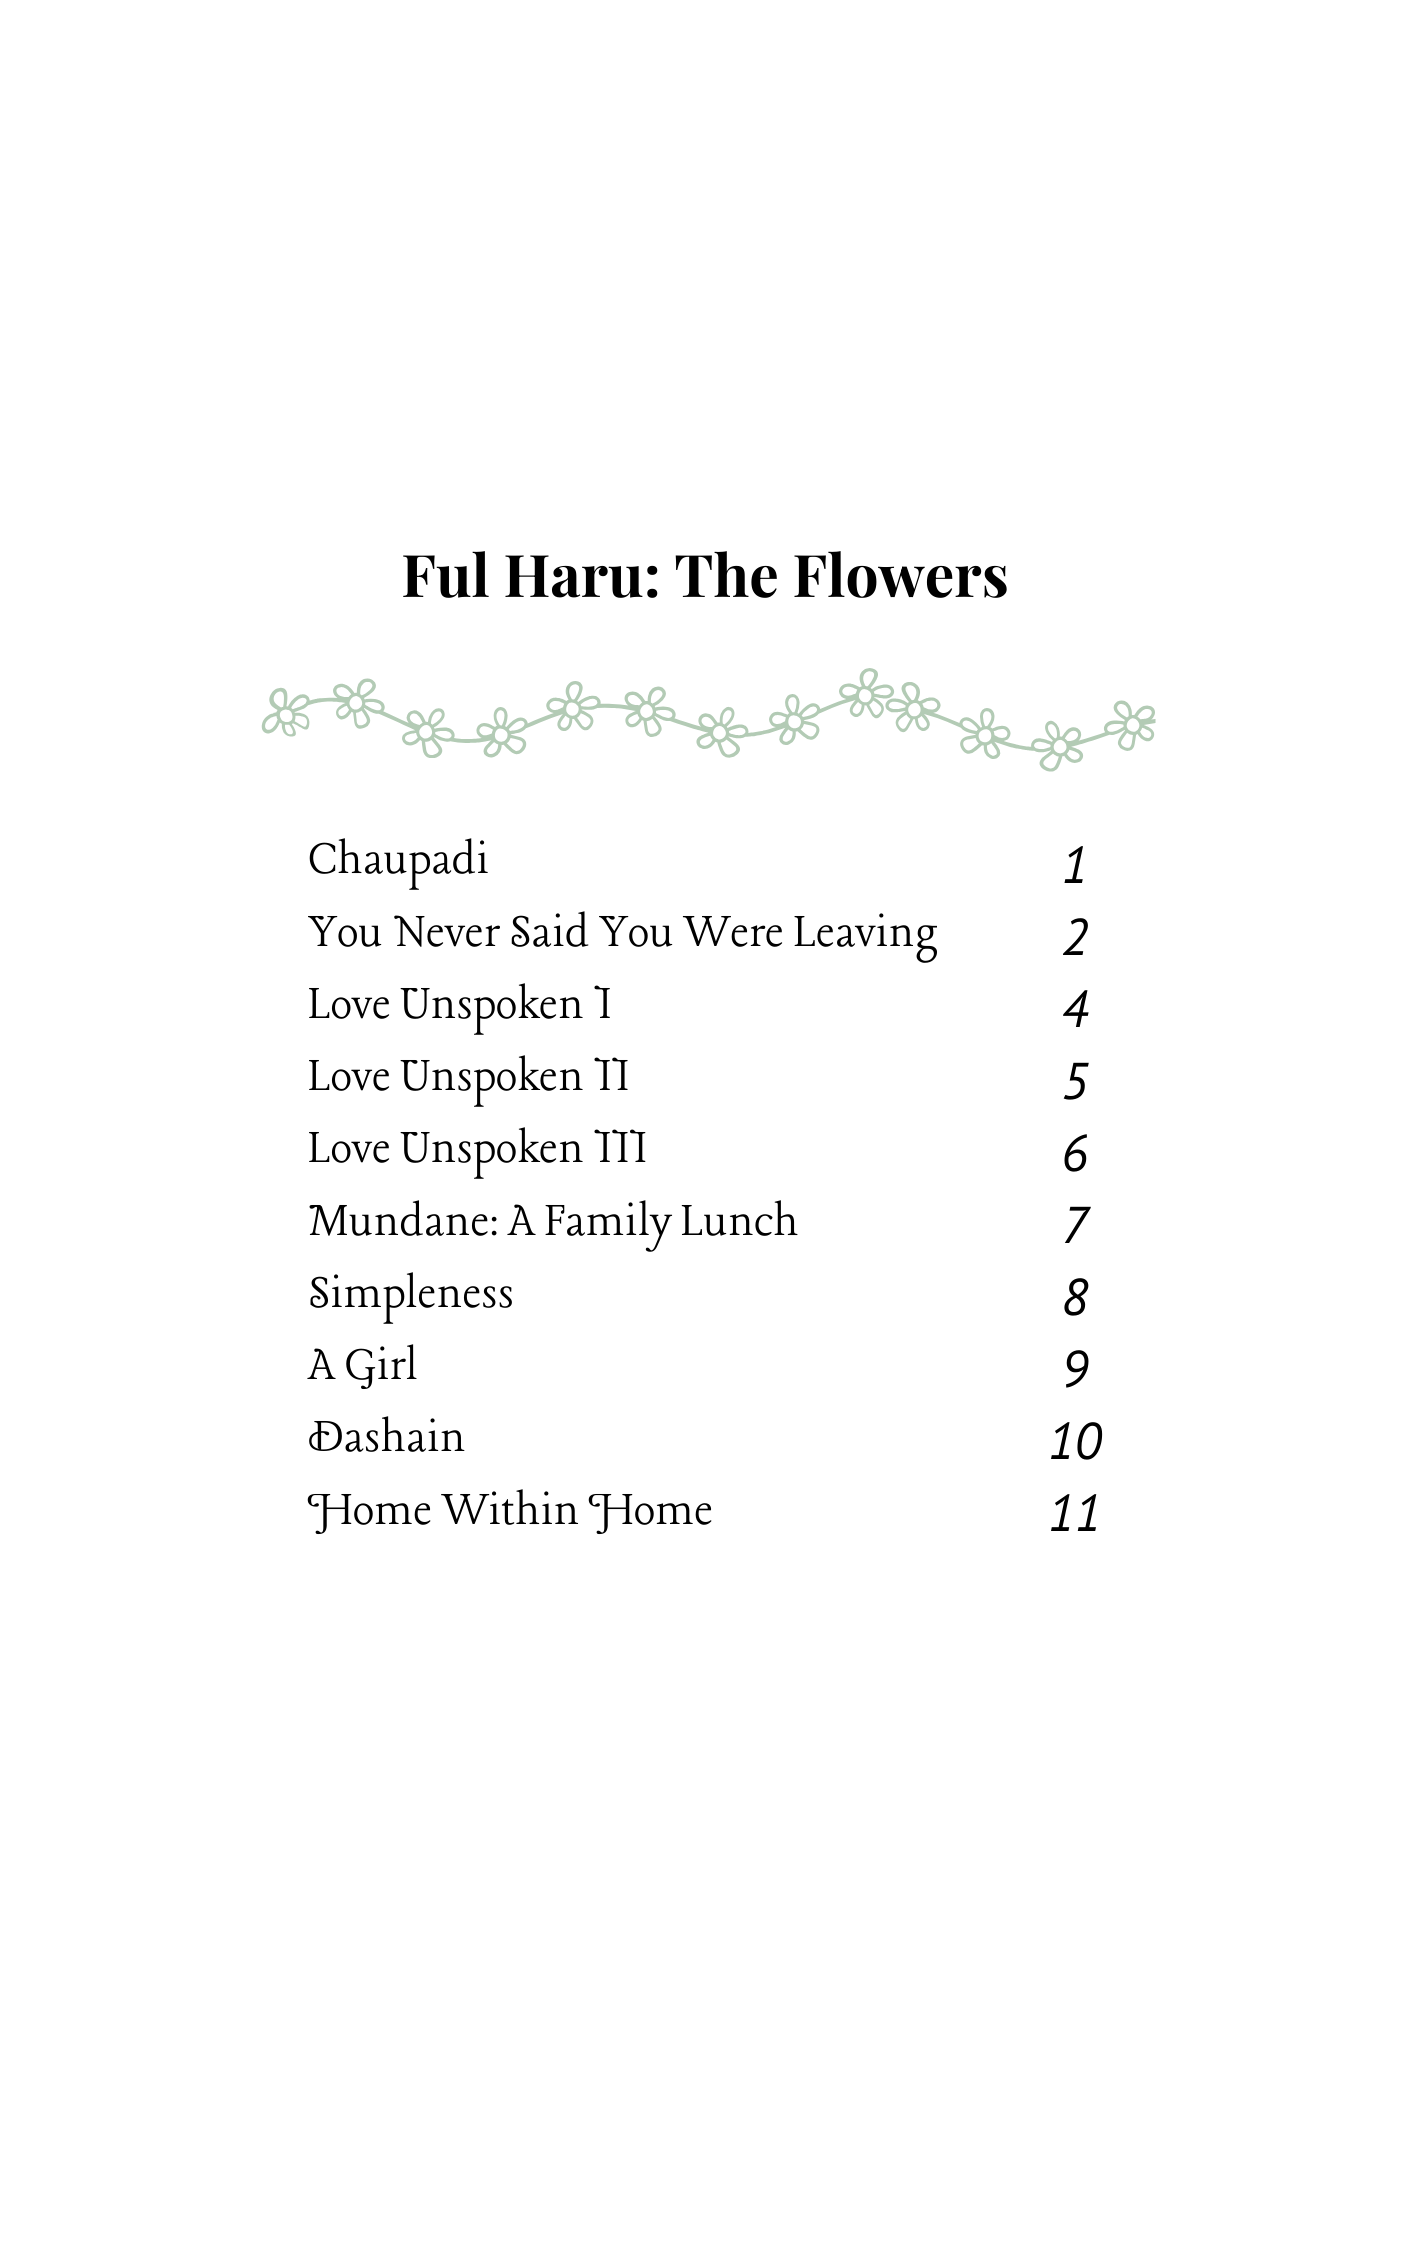 Ful Haru: The Flowers
Chaupadi 1
You Never Said You Were Leaving 2
Love Unspoken I 4
Love Unspoken II 5
Love Unspoken III 6
Mundane: A Family Lunch 7
Simpleness 8
A Girl 9
Dashain 10
Home Within Home 11